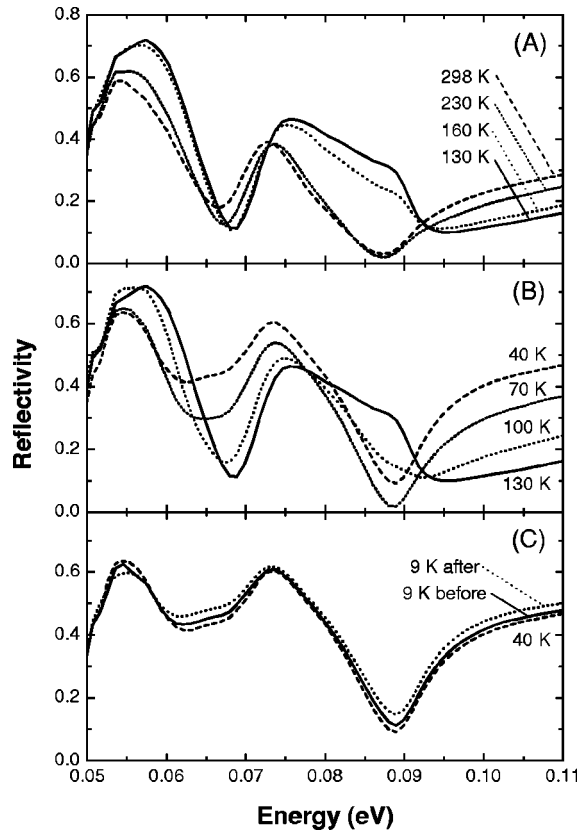 (A)
0.8
0.6
0.4
0.2
0.0
298 K
230 K
160 K
130 K
(B)
0.6
0.4
0.2
0.0
40 K
70 K
100 K
130 K
Reflectivity
(C)
0.6
0.4
0.2
0.0
9 K after
9 K before
40 K
0.05 0.06 0.07 0.08 0.09 0.10 0.11
Energy (eV)